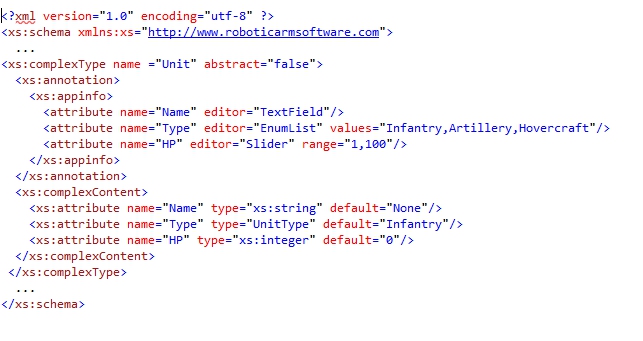 <?xml version="1.0" encoding="utf-8" ?>
<xs:schema xmlns:xs="http://www.roboticarmsoftware.com">
  ...
<xs:complexType name ="Unit" abstract="false">
  <xs:annotation>
    <xs:appinfo>
      <attribute name="Name" editor="TextField"/>
      <attribute name="Type" editor="EnumList" values="Infantry,Artillery,Hovercraft"/>
      <attribute name="HP" editor="Slider" range="1,100"/>
    </xs:appinfo>
  </xs:annotation>
  <xs:complexContent>
    <xs:attribute name="Name" type="xs:string" default="None"/>
    <xs:attribute name="Type" type="UnitType" default="Infantry"/>
    <xs:attribute name="HP" type="xs:integer" default="0"/>
  </xs:complexContent>
 </xs:complexType>
  ...
</xs:schema>